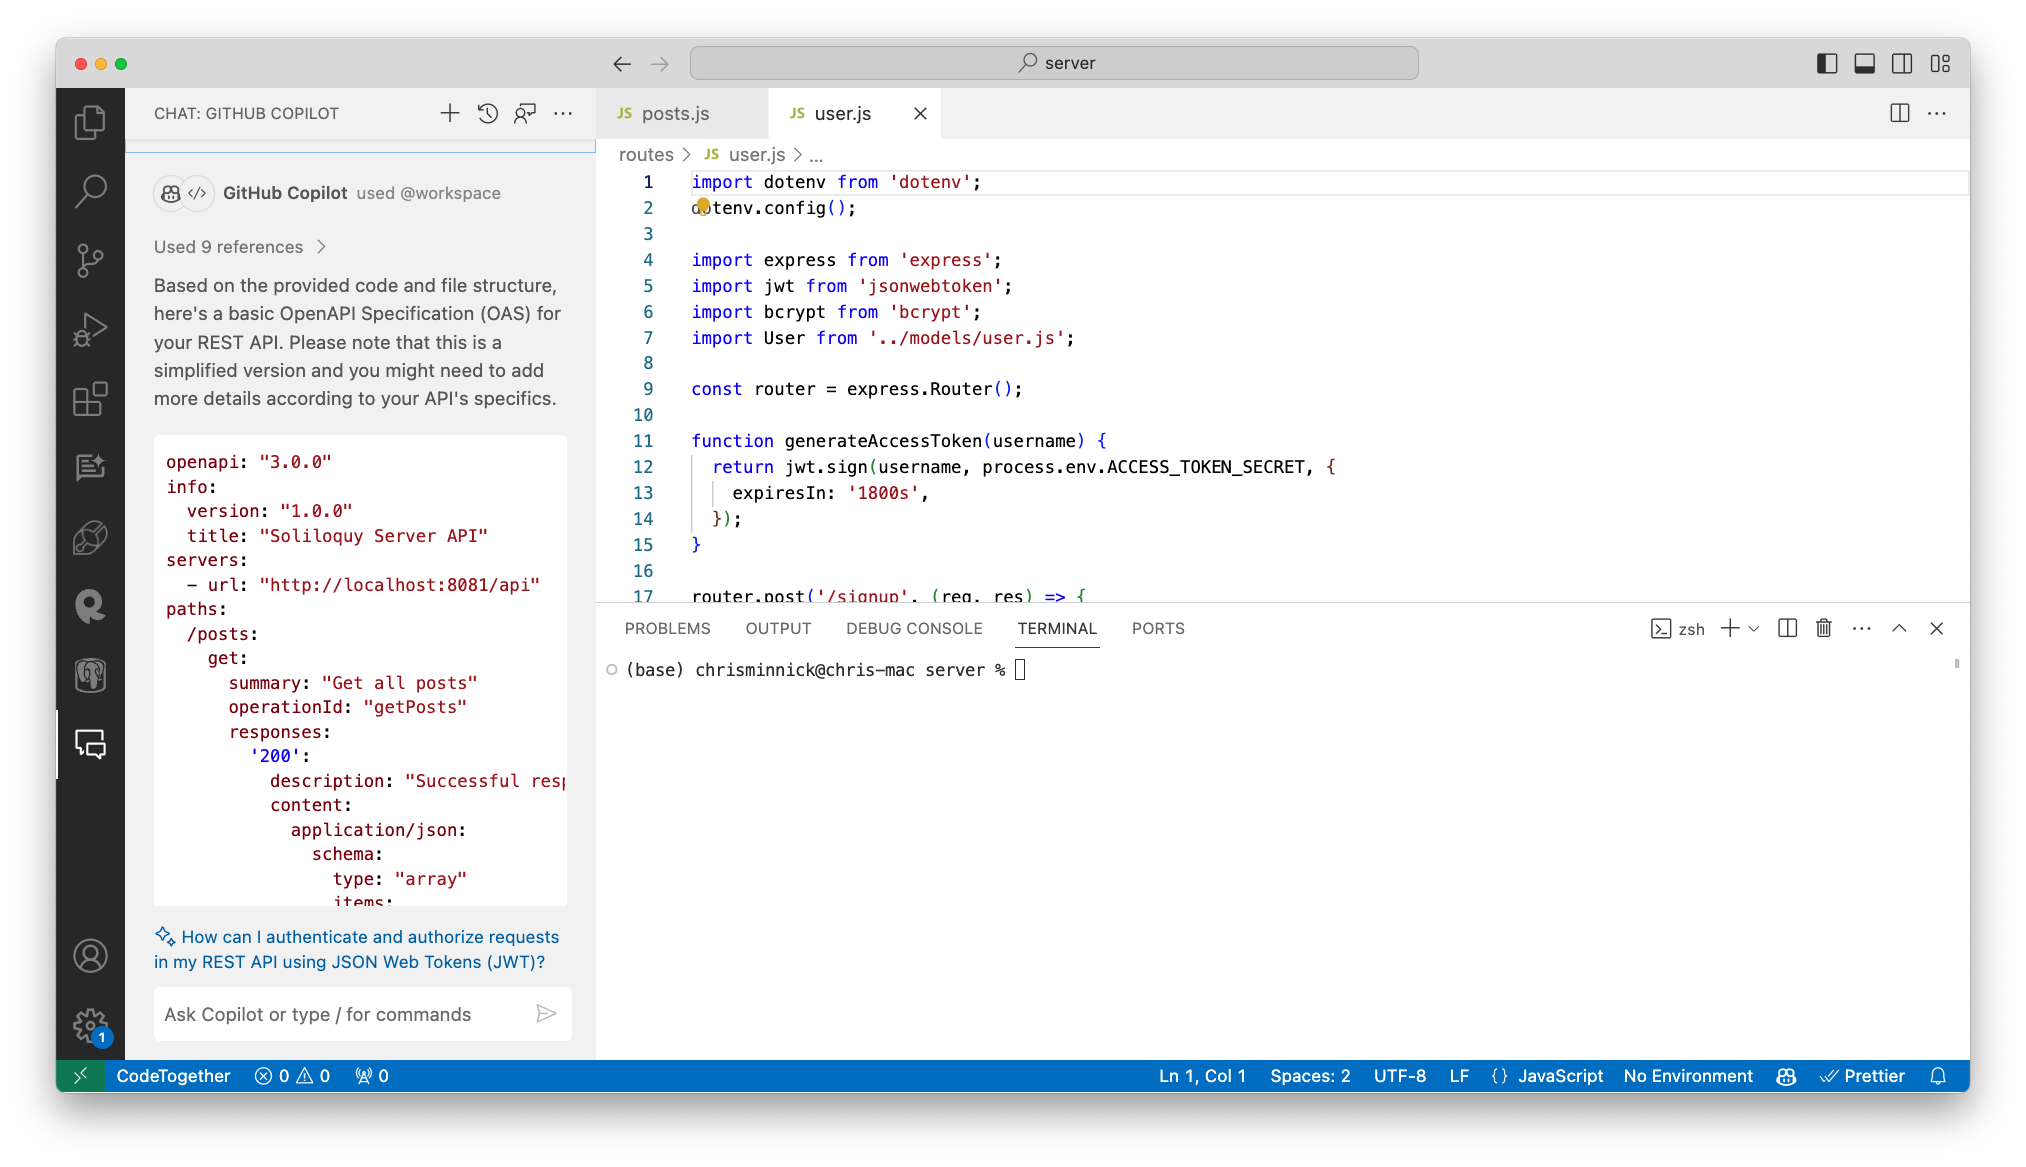 server
CHAT: GITHUB COPILOT
GitHub Copilot used @workspace
Used 9 references
Based on the provided code and file structure,
here's a basic OpenAPI Specification (OAS) for
your REST API. Please note that this is a
simplified version and you might need to add
more details according to your API's specifics.
openapi: "3.0.0"
info:
version: "1.0.0"
title: "Soliloquy Server API"
servers:
- url: "http://localhost:8081/api"
paths:
/posts:
get:
summary: "Get all posts"
operationId: "getPosts"
responses:
'200':
description: "Successful resp
content:
application/json:
schema:
type: "array"
items:
How can I authenticate and authorize requests
in my REST API using JSON Web Tokens (JWT)?
Ask Copilot or type / for commands
1
JS posts.js
JS user.js
routes > JS user.js > ...
1 import dotenv from 'dotenv';
2 dotenv.config();
3
4 import express from 'express';
5 import jwt from 'jsonwebtoken';
6 import bcrypt from 'bcrypt';
7 import User from '../models/user.js';
8
9 const router = express.Router();
10
11 function generateAccessToken(username) {
12 return jwt.sign(username, process.env.ACCESS_TOKEN_SECRET, {
13 expiresIn: '1800s',
14 });
15 }
16
17 router.post('/signup', (req, res) => {
PROBLEMS OUTPUT DEBUG CONSOLE TERMINAL PORTS
zsh
(base) chrisminnick@chris-mac server %
CodeTogether 0 0 0
Ln 1, Col 1 Spaces: 2 UTF-8 LF {} JavaScript No Environment Prettier